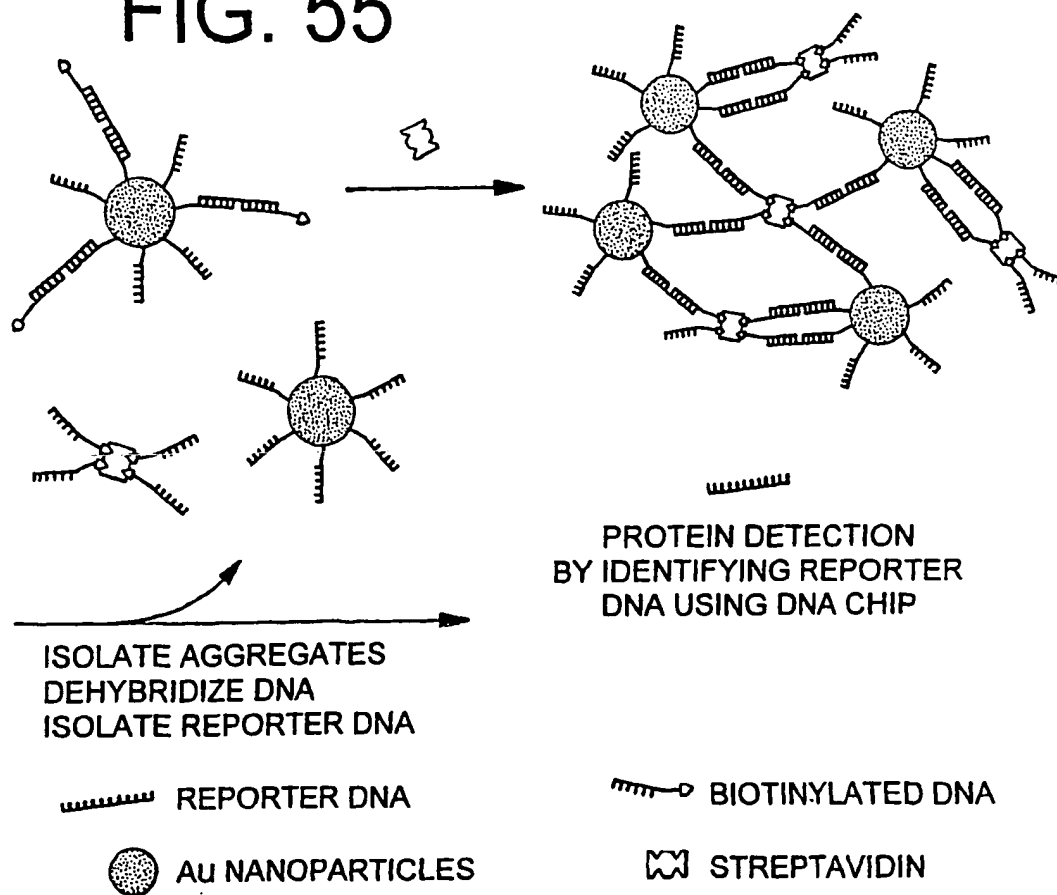 FIG. 55
PROTEIN DETECTION
BY IDENTIFYING REPORTER
DNA USING DNA CHIP
ISOLATE AGGREGATES
DEHYBRIDIZE DNA
ISOLATE REPORTER DNA
REPORTER DNA
BIOTINYLATED DNA
Au NANOPARTICLES
STREPTAVIDIN